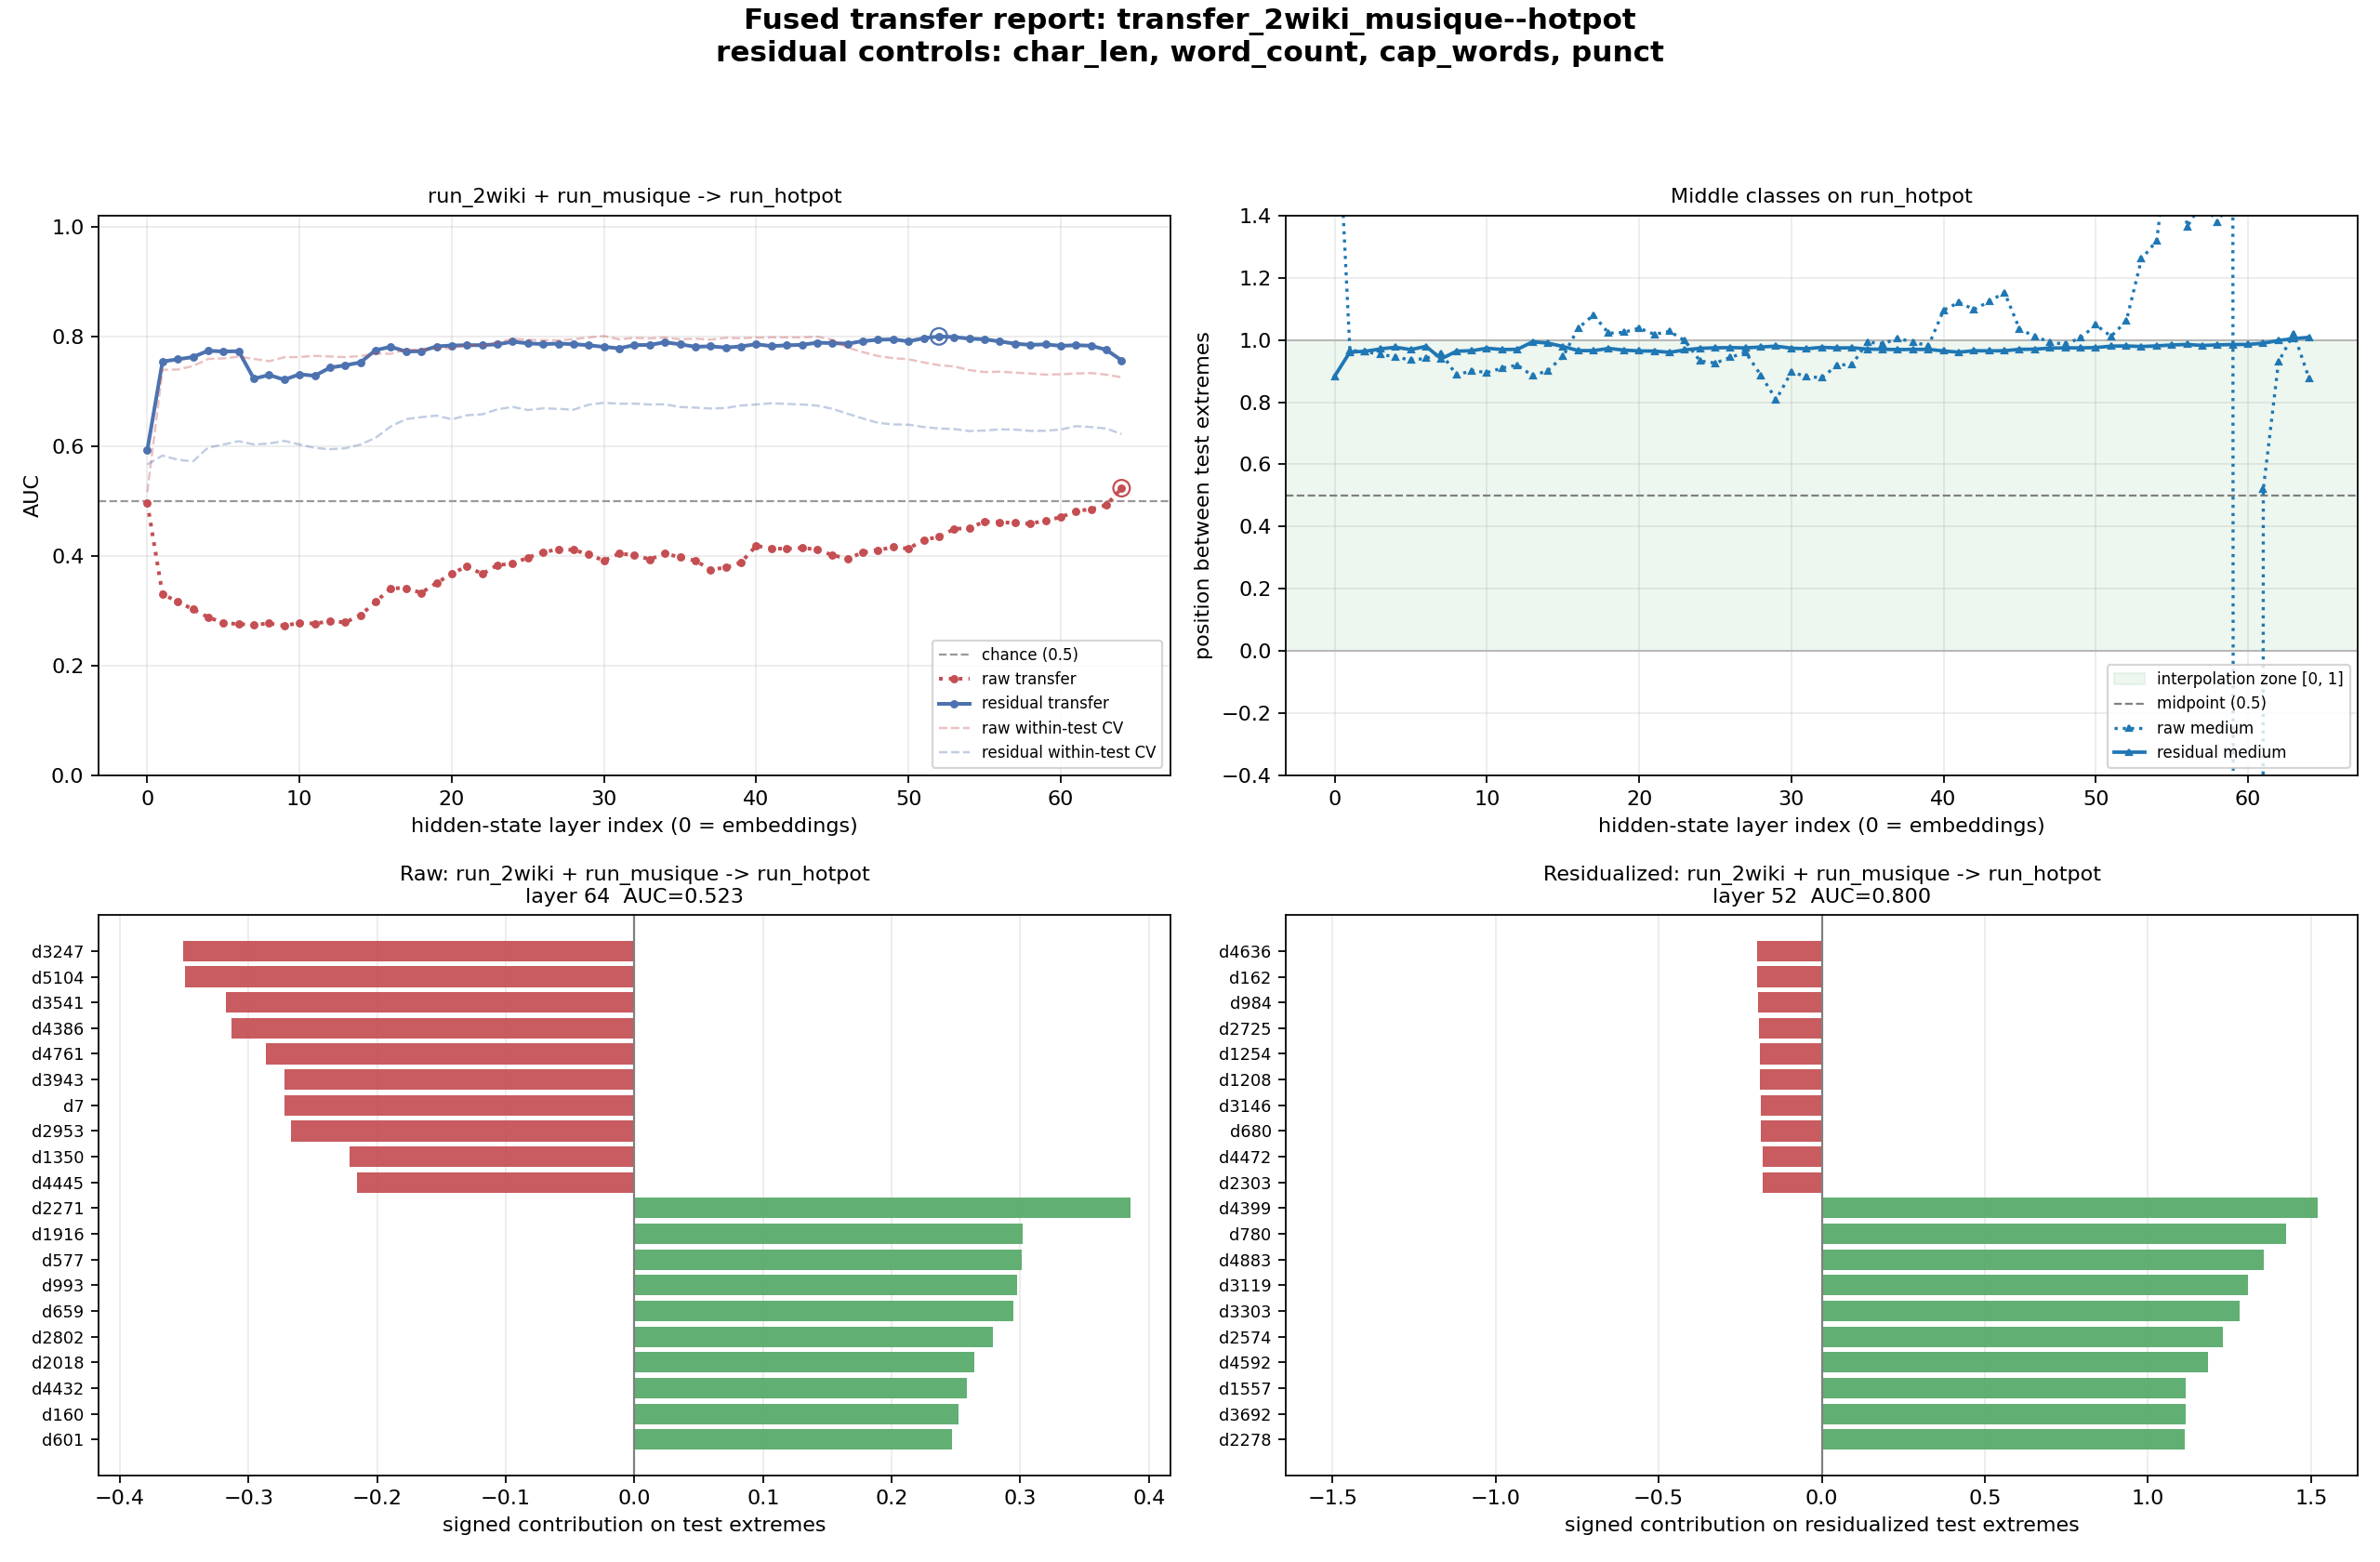 Fused transfer report: transfer_2wiki_musique--hotpot
residual controls: char_len, word_count, cap_words, punct
run_2wiki + run_musique -> run_hotpot
AUC
1.0
0.8
0.6
0.4
0.2
0.0
chance (0.5)
raw transfer
residual transfer
raw within-test CV
residual within-test CV
0 10 20 30 40 50 60
hidden-state layer index (0 = embeddings)
Middle classes on run_hotpot
position between test extremes
1.4
1.2
1.0
0.8
0.6
0.4
0.2
0.0
−0.2
−0.4
interpolation zone [0, 1]
midpoint (0.5)
raw medium
residual medium
0 10 20 30 40 50 60
hidden-state layer index (0 = embeddings)
Raw: run_2wiki + run_musique -> run_hotpot
layer 64 AUC=0.523
d3247
d5104
d3541
d4386
d4761
d3943
d7
d2953
d1350
d4445
d2271
d1916
d577
d993
d659
d2802
d2018
d4432
d160
d601
−0.4 −0.3 −0.2 −0.1 0.0 0.1 0.2 0.3 0.4
signed contribution on test extremes
Residualized: run_2wiki + run_musique -> run_hotpot
layer 52 AUC=0.800
d4636
d162
d984
d2725
d1254
d1208
d3146
d680
d4472
d2303
d4399
d780
d4883
d3119
d3303
d2574
d4592
d1557
d3692
d2278
−1.5 −1.0 −0.5 0.0 0.5 1.0 1.5
signed contribution on residualized test extremes